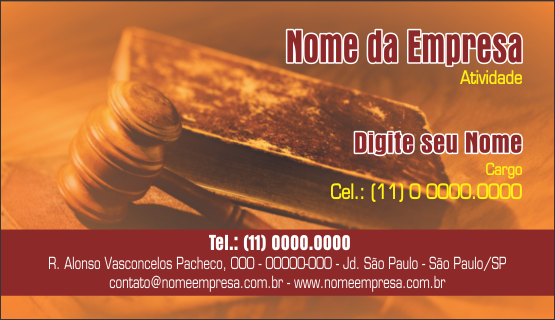 Nome da Empresa
Atividade
Digite seu Nome
Cargo
Cel.: (11) 0 0000.0000
Tel.: (11) 0000.0000
R. Alonso Vasconcelos Pacheco, 000 - 00000-000 - Jd. São Paulo - São Paulo/SP
contato@nomeempresa.com.br - www.nomeempresa.com.br